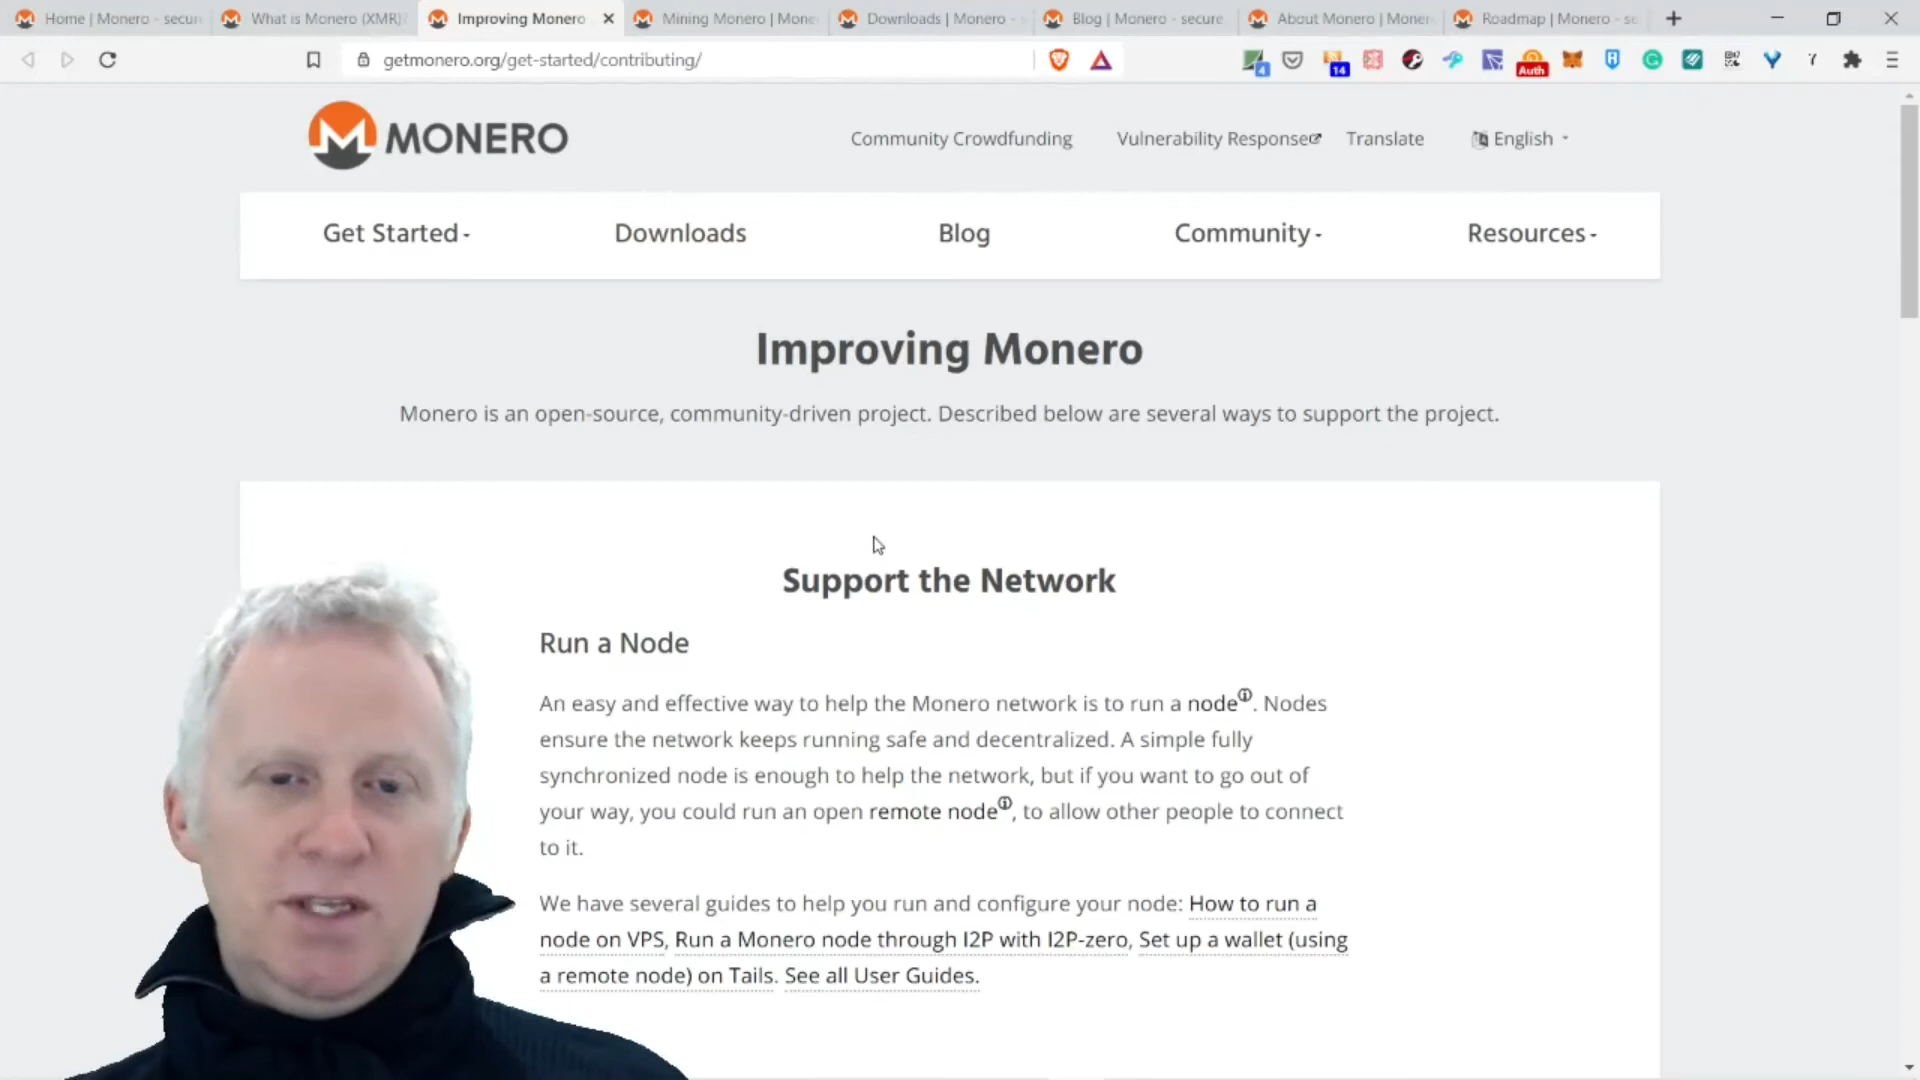 Home | Monero - secur
What is Monero (XMR)?
Improving Monero
Mining Monero | Mone
Downloads | Monero - s
Blog | Monero - secure
About Monero | Moner
Roadmap | Monero - se
getmonero.org/get-started/contributing/
4
14
Auth
MONERO
Community Crowdfunding
Vulnerability Response
Translate
English
Get Started
Downloads
Blog
Community
Resources
Improving Monero
Monero is an open-source, community-driven project. Described below are several ways to support the project.
Support the Network
Run a Node
An easy and effective way to help the Monero network is to run a node. Nodes
ensure the network keeps running safe and decentralized. A simple fully
synchronized node is enough to help the network, but if you want to go out of
your way, you could run an open remote node, to allow other people to connect
to it.
We have several guides to help you run and configure your node: How to run a
node on VPS, Run a Monero node through I2P with I2P-zero, Set up a wallet (using
a remote node) on Tails. See all User Guides.